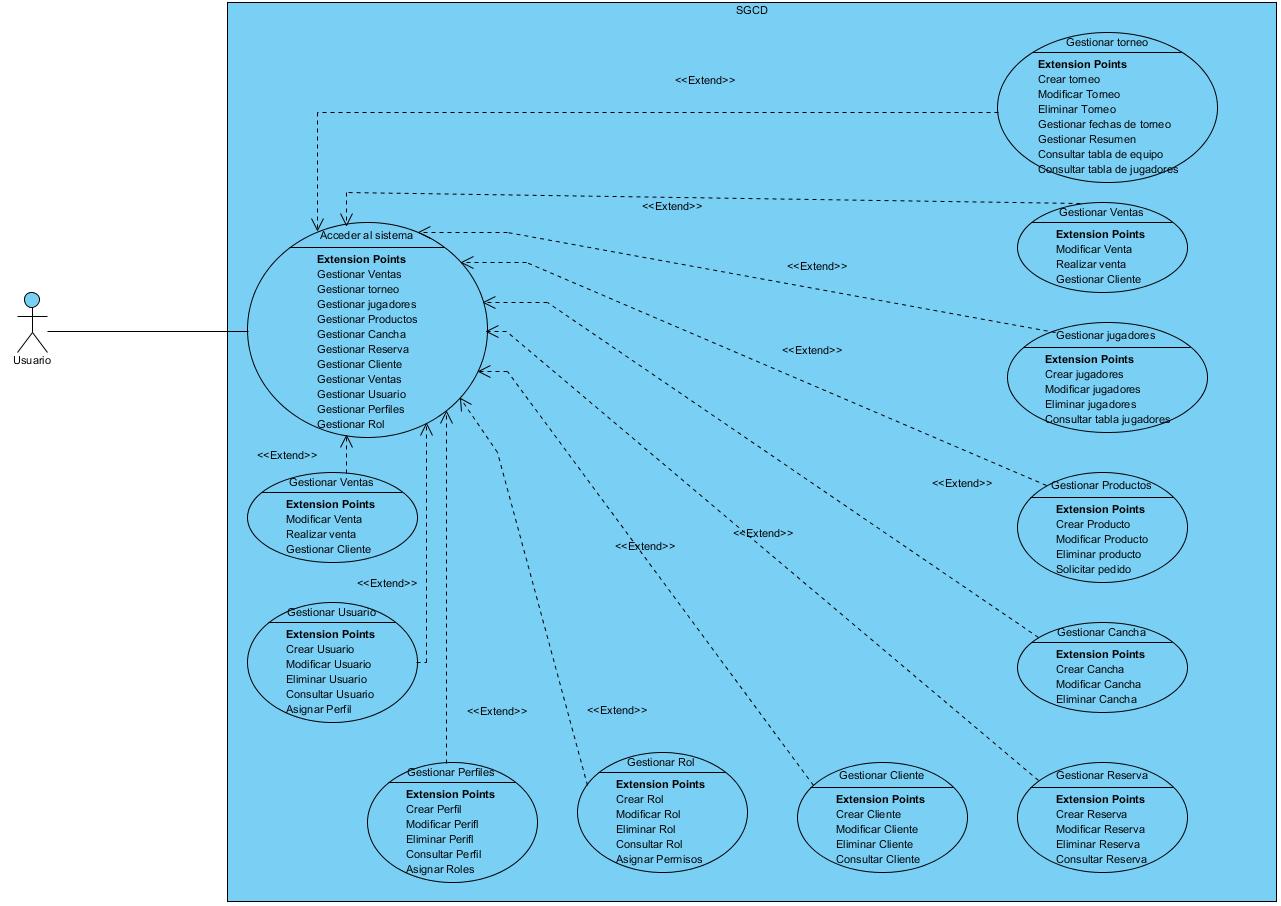 SGCD
Gestionar torneo
Extension Points
Crear torneo
Modificar Torneo
Eliminar Torneo
Gestionar fechas de torneo
Gestionar Resumen
Consultar tabla de equipo
Consultar tabla de jugadores
<<Extend>>
<<Extend>>
Gestionar Ventas
Extension Points
Modificar Venta
Realizar venta
Gestionar Cliente
Acceder al sistema
Extension Points
Gestionar Ventas
Gestionar torneo
Gestionar jugadores
Gestionar Productos
Gestionar Cancha
Gestionar Reserva
Gestionar Cliente
Gestionar Ventas
Gestionar Usuario
Gestionar Perfiles
Gestionar Rol
Usuario
<<Extend>>
Gestionar jugadores
Extension Points
Crear jugadores
Modificar jugadores
Eliminar jugadores
Consultar tabla jugadores
<<Extend>>
<<Extend>>
Gestionar Ventas
Extension Points
Modificar Venta
Realizar venta
Gestionar Cliente
<<Extend>>
Gestionar Productos
Extension Points
Crear Producto
Modificar Producto
Eliminar producto
Solicitar pedido
<<Extend>>
<<Extend>>
<<Extend>>
Gestionar Usuario
Extension Points
Crear Usuario
Modificar Usuario
Eliminar Usuario
Consultar Usuario
Asignar Perfil
Gestionar Cancha
Extension Points
Crear Cancha
Modificar Cancha
Eliminar Cancha
<<Extend>>
<<Extend>>
Gestionar Perfiles
Extension Points
Crear Perfil
Modificar Perifl
Eliminar Perifl
Consultar Perfil
Asignar Roles
Gestionar Rol
Extension Points
Crear Rol
Modificar Rol
Eliminar Rol
Consultar Rol
Asignar Permisos
Gestionar Cliente
Extension Points
Crear Cliente
Modificar Cliente
Eliminar Cliente
Consultar Cliente
Gestionar Reserva
Extension Points
Crear Reserva
Modificar Reserva
Eliminar Reserva
Consultar Reserva